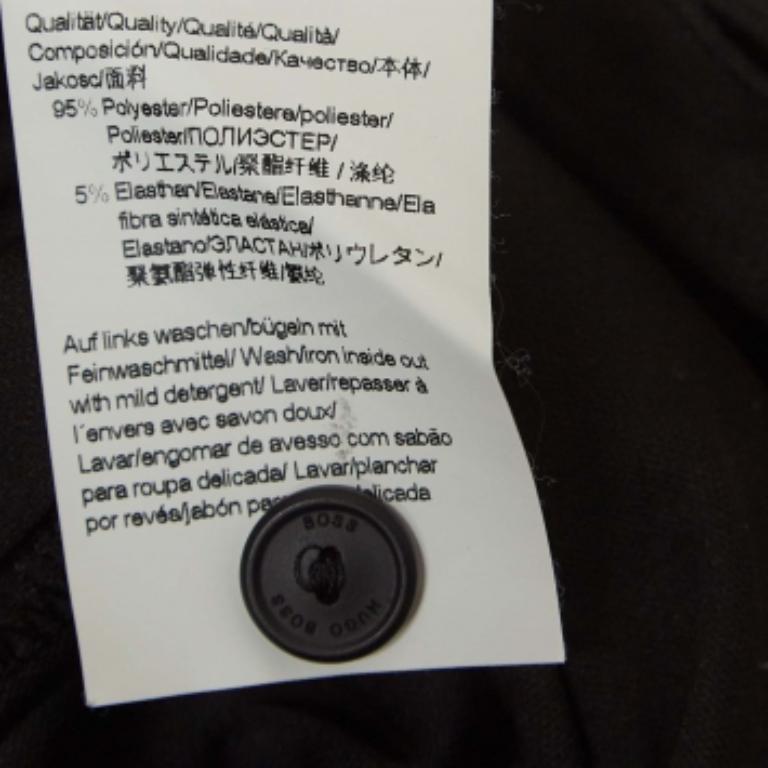 Qualität/Quality/Qualité/Qualità/
Composición/Qualidade/Качество/本体/
Jakosc/面料
95% Polyester/Poliestere/poliester/
Poliester/ПОЛИЭСТЕР/
ポリエステル/聚酯纤维 / 涤纶
5% Elasthan/Elastane/Elasthanne/Ela
fibra sintética elástica/
Elastano/ЭЛАСТАН/ポリウレタン/
聚氨酯弹性纤维/氨纶
Auf links waschen/bügeln mit
Feinwaschmittel/ Wash/iron inside out
with mild detergent/ Laver/repasser à
l´envers avec savon doux/
Lavar/engomar de avesso com sabão
para roupa delicada/ Lavar/planchar
por revés/jabón
BOSS
HUGO BOSS